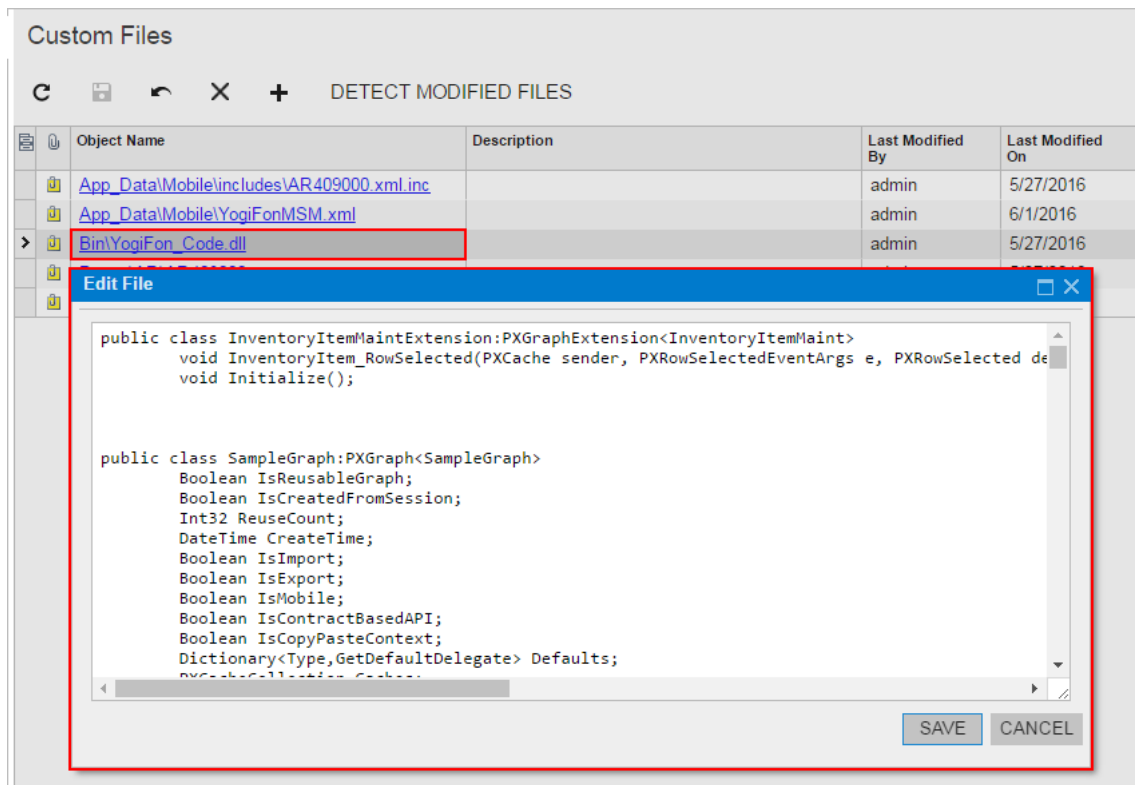 Custom Files
DETECT MODIFIED FILES
Object Name Description Last Modified By Last Modified On
App_Data\Mobile\includes\AR409000.xml.inc admin 5/27/2016
App_Data\Mobile\YogiFonMSM.xml admin 6/1/2016
Bin\YogiFon_Code.dll admin 5/27/2016
Edit File
public class InventoryItemMaintExtension:PXGraphExtension<InventoryItemMaint>
void InventoryItem_RowSelected(PXCache sender, PXRowSelectedEventArgs e, PXRowSelected de
void Initialize();
public class SampleGraph:PXGraph<SampleGraph>
Boolean IsReusableGraph;
Boolean IsCreatedFromSession;
Int32 ReuseCount;
DateTime CreateTime;
Boolean IsImport;
Boolean IsExport;
Boolean IsMobile;
Boolean IsContractBasedAPI;
Boolean IsCopyPasteContext;
Dictionary<Type,GetDefaultDelegate> Defaults;
PXCacheCollection Caches;
SAVE CANCEL